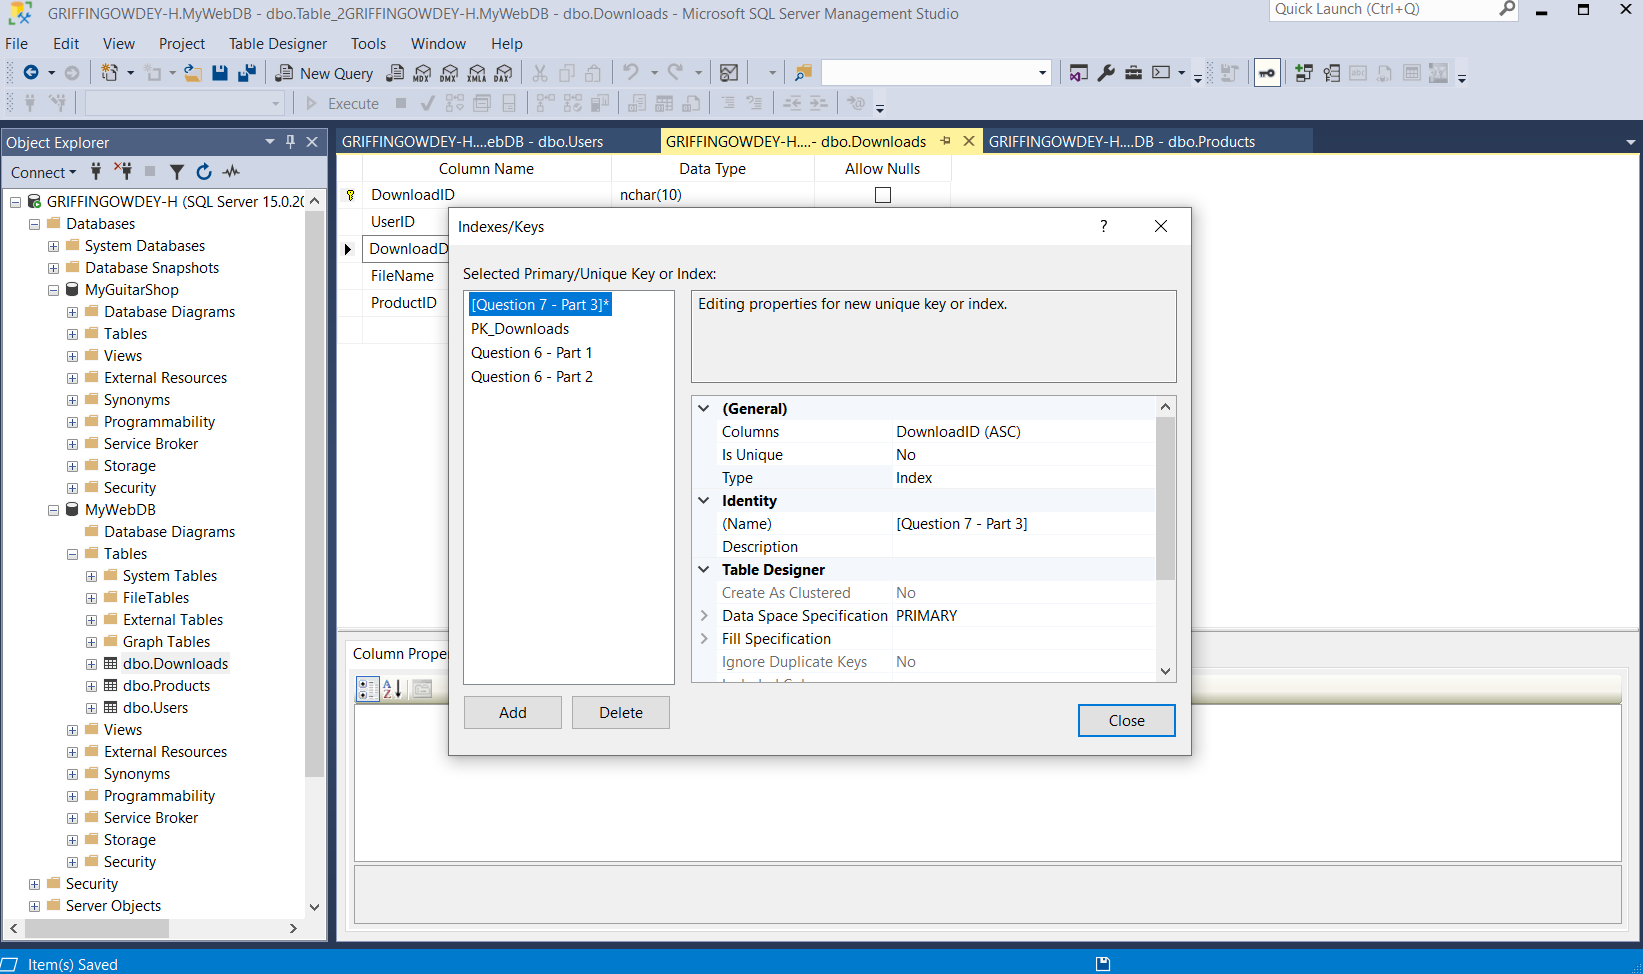 GRIFFINGOWDEY-H.MyWebDB - dbo.Table_2GRIFFINGOWDEY-H.MyWebDB - dbo.Downloads - Microsoft SQL Server Management Studio
Quick Launch (Ctrl+Q)
File Edit View Project Table Designer Tools Window Help
New Query MDX DMX XMLA DAX
Execute
Object Explorer
Connect
GRIFFINGOWDEY-H (SQL Server 15.0.20
Databases
System Databases
Database Snapshots
MyGuitarShop
Database Diagrams
Tables
Views
External Resources
Synonyms
Programmability
Service Broker
Storage
Security
MyWebDB
Database Diagrams
Tables
System Tables
FileTables
External Tables
Graph Tables
dbo.Downloads
dbo.Products
dbo.Users
Views
External Resources
Synonyms
Programmability
Service Broker
Storage
Security
Security
Server Objects
GRIFFINGOWDEY-H....ebDB - dbo.Users
GRIFFINGOWDEY-H....- dbo.Downloads
GRIFFINGOWDEY-H....DB - dbo.Products
Column Name Data Type Allow Nulls
DownloadID nchar(10)
UserID
DownloadD
FileName
ProductID
Column Proper
Indexes/Keys
?
Selected Primary/Unique Key or Index:
[Question 7 - Part 3]*
PK_Downloads
Question 6 - Part 1
Question 6 - Part 2
Editing properties for new unique key or index.
(General)
Columns DownloadID (ASC)
Is Unique No
Type Index
Identity
(Name) [Question 7 - Part 3]
Description
Table Designer
Create As Clustered No
Data Space Specification PRIMARY
Fill Specification
Ignore Duplicate Keys No
Add
Delete
Close
Item(s) Saved